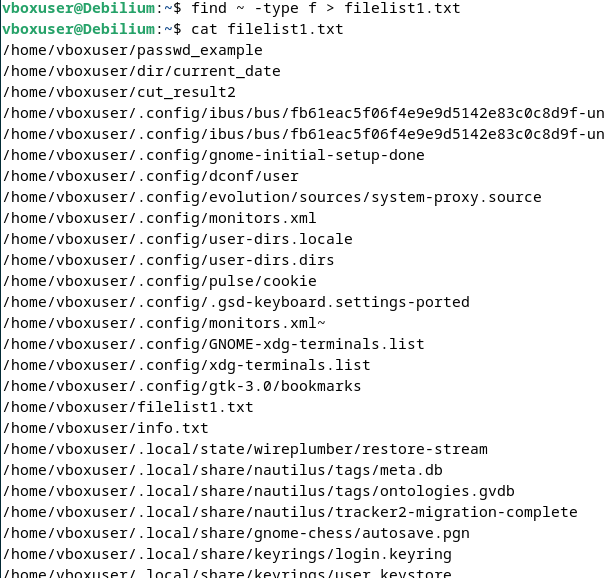 vboxuser@Debilium:~$ find ~ -type f > filelist1.txt
vboxuser@Debilium:~$ cat filelist1.txt
/home/vboxuser/passwd_example
/home/vboxuser/dir/current_date
/home/vboxuser/cut_result2
/home/vboxuser/.config/ibus/bus/fb61eac5f06f4e9e9d5142e83c0c8d9f-un
/home/vboxuser/.config/ibus/bus/fb61eac5f06f4e9e9d5142e83c0c8d9f-un
/home/vboxuser/.config/gnome-initial-setup-done
/home/vboxuser/.config/dconf/user
/home/vboxuser/.config/evolution/sources/system-proxy.source
/home/vboxuser/.config/monitors.xml
/home/vboxuser/.config/user-dirs.locale
/home/vboxuser/.config/user-dirs.dirs
/home/vboxuser/.config/pulse/cookie
/home/vboxuser/.config/.gsd-keyboard.settings-ported
/home/vboxuser/.config/monitors.xml~
/home/vboxuser/.config/GNOME-xdg-terminals.list
/home/vboxuser/.config/xdg-terminals.list
/home/vboxuser/.config/gtk-3.0/bookmarks
/home/vboxuser/filelist1.txt
/home/vboxuser/info.txt
/home/vboxuser/.local/state/wireplumber/restore-stream
/home/vboxuser/.local/share/nautilus/tags/meta.db
/home/vboxuser/.local/share/nautilus/tags/ontologies.gvdb
/home/vboxuser/.local/share/nautilus/tracker2-migration-complete
/home/vboxuser/.local/share/gnome-chess/autosave.pgn
/home/vboxuser/.local/share/keyrings/login.keyring
/home/vboxuser/.local/share/keyrings/user.keystore